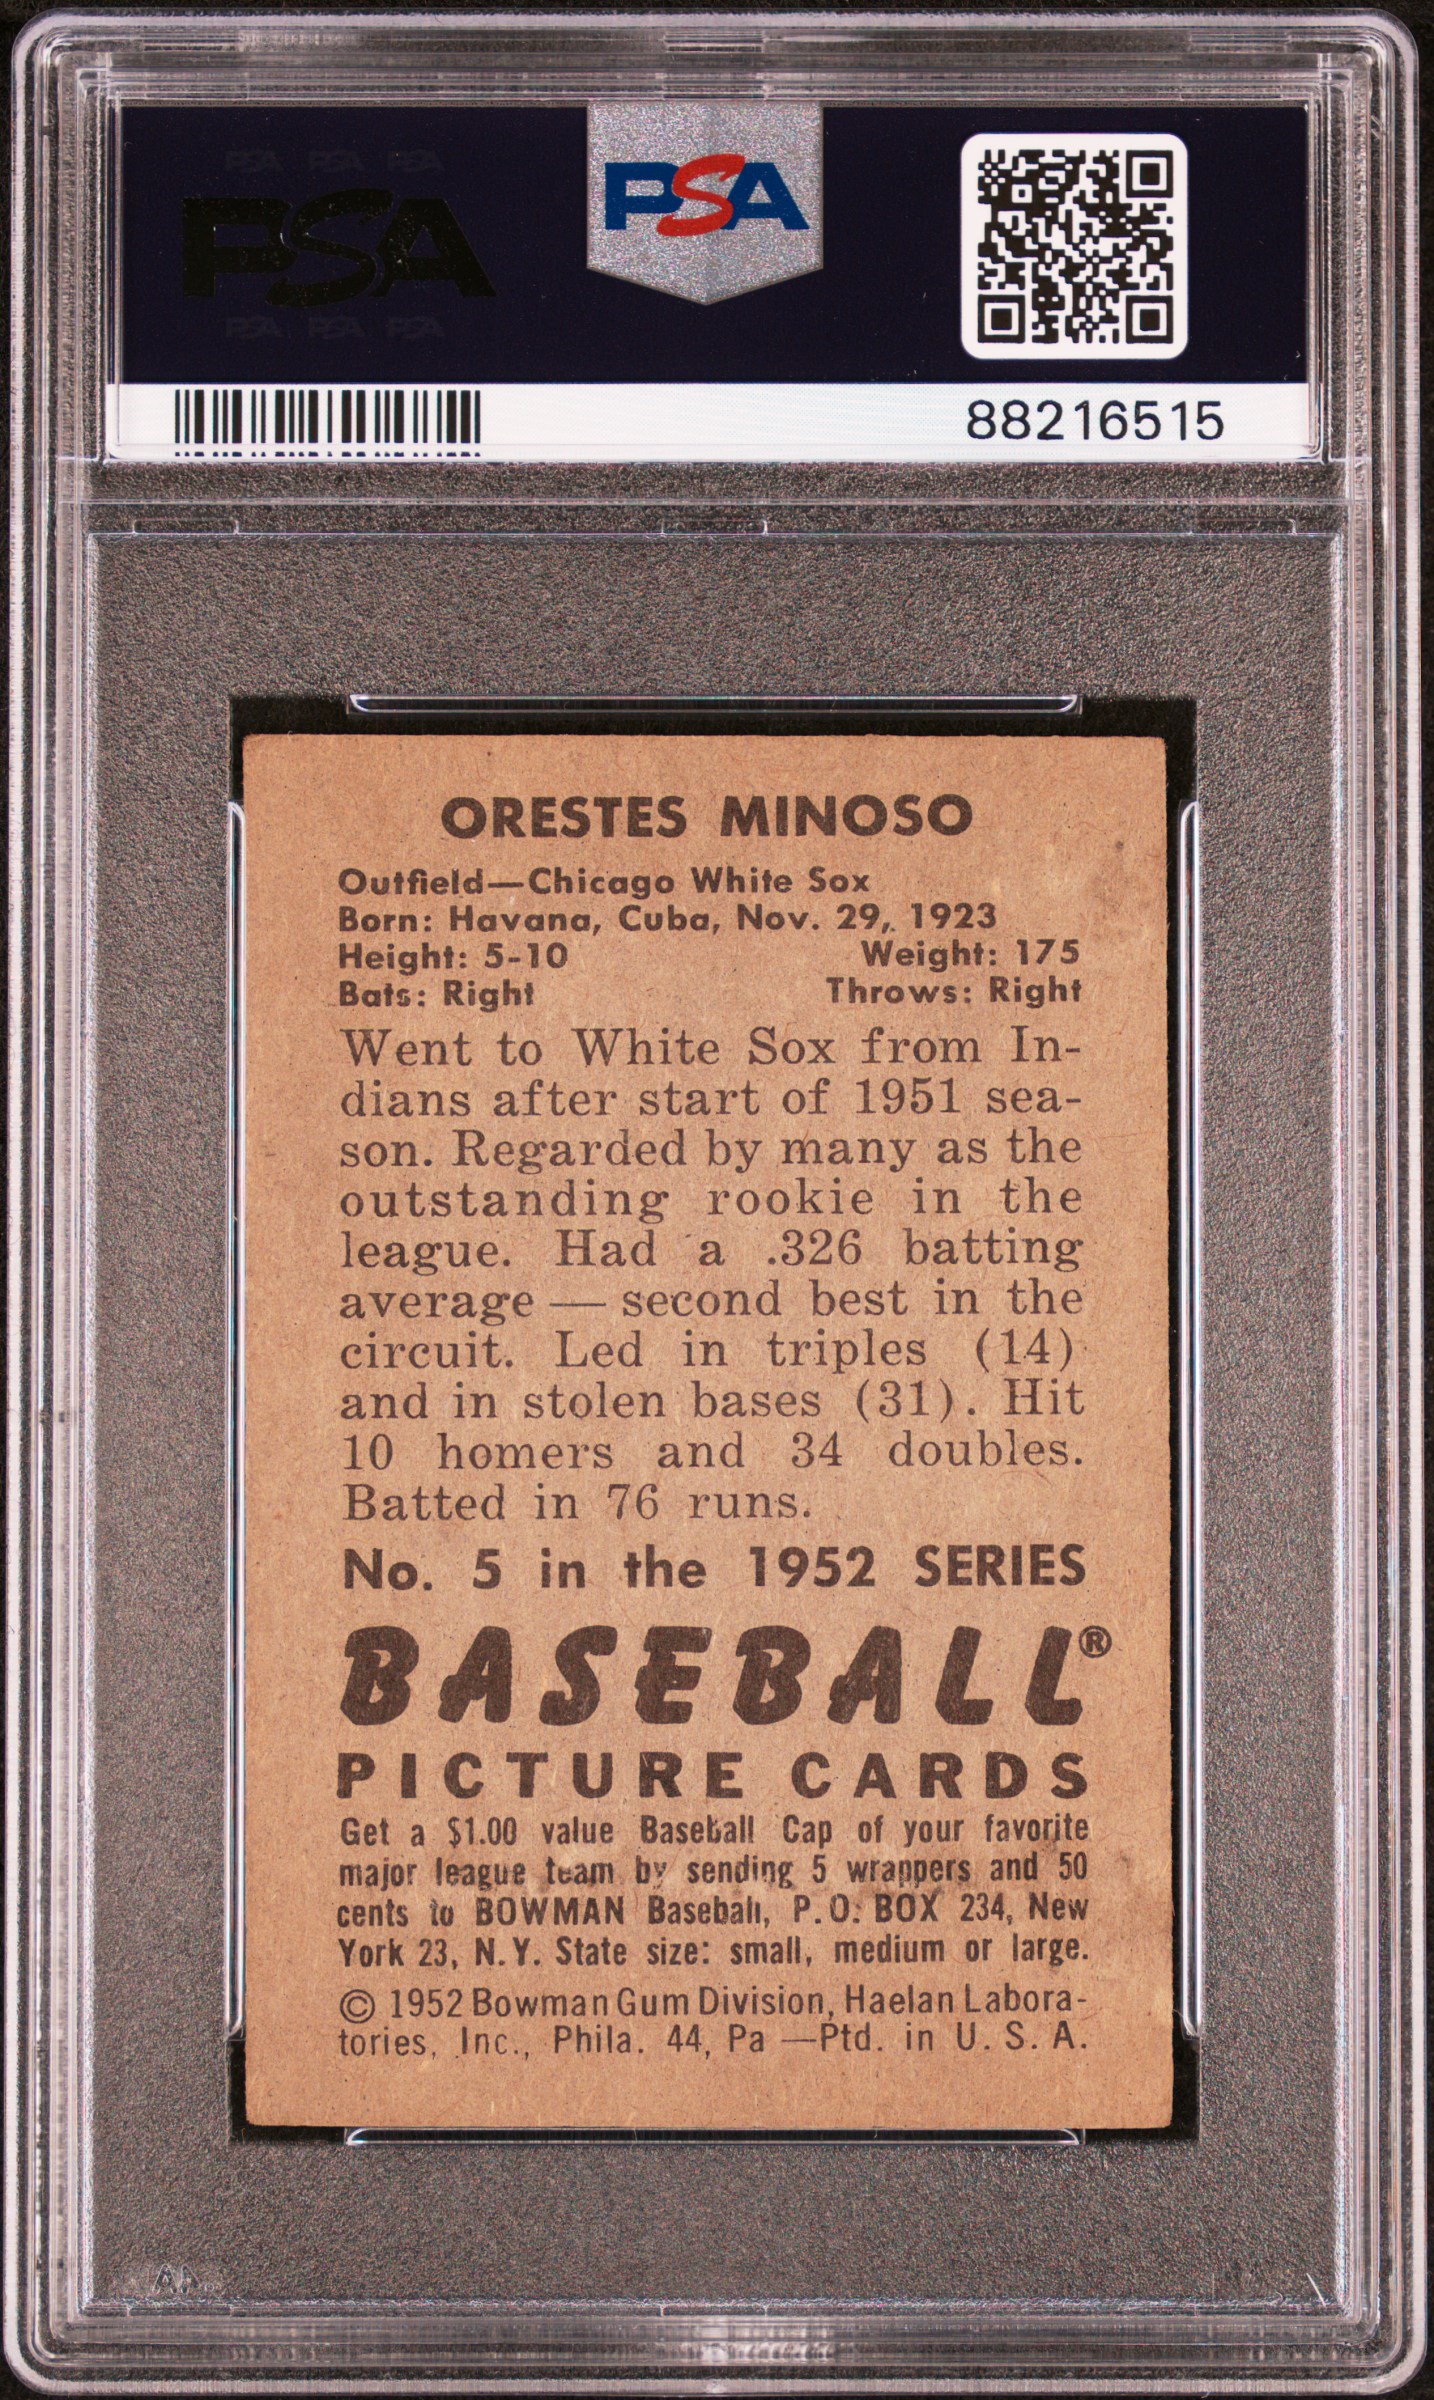 PSA PSA PSA
PSA
PSA PSA PSA
PSA
88216515
ORESTES MINOSO
Outfield—Chicago White Sox
Born: Havana, Cuba, Nov. 29, 1923
Height: 5-10 Weight: 175
Bats: Right Throws: Right
Went to White Sox from In-
dians after start of 1951 sea-
son. Regarded by many as the
outstanding rookie in the
league. Had a .326 batting
average — second best in the
circuit. Led in triples (14)
and in stolen bases (31). Hit
10 homers and 34 doubles.
Batted in 76 runs.
No. 5 in the 1952 SERIES
BASEBALL®
PICTURE CARDS
Get a $1.00 value Baseball Cap of your favorite
major league team by sending 5 wrappers and 50
cents to BOWMAN Baseball, P.O. BOX 234, New
York 23, N.Y. State size: small, medium or large.
© 1952 Bowman Gum Division, Haelan Labora-
tories, Inc., Phila. 44, Pa —Ptd. in U. S. A.